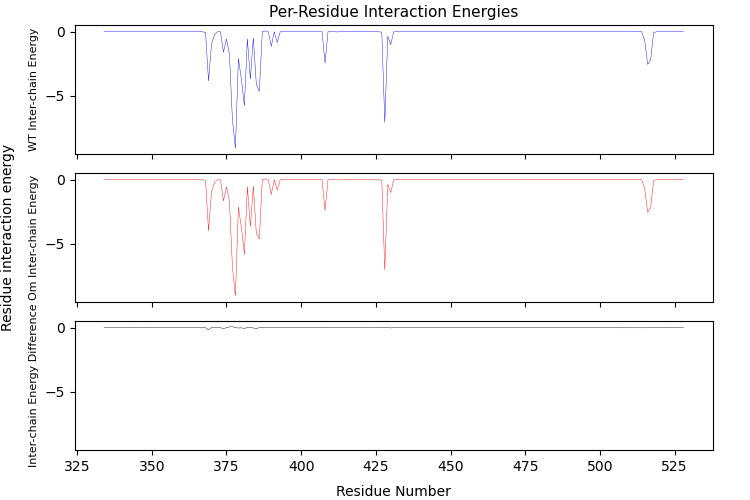 Per-Residue Interaction Energies
Residue interaction energy
WT Inter-chain Energy
0
−5
Om Inter-chain Energy
0
−5
Inter-chain Energy Difference
0
−5
325 350 375 400 425 450 475 500 525
Residue Number